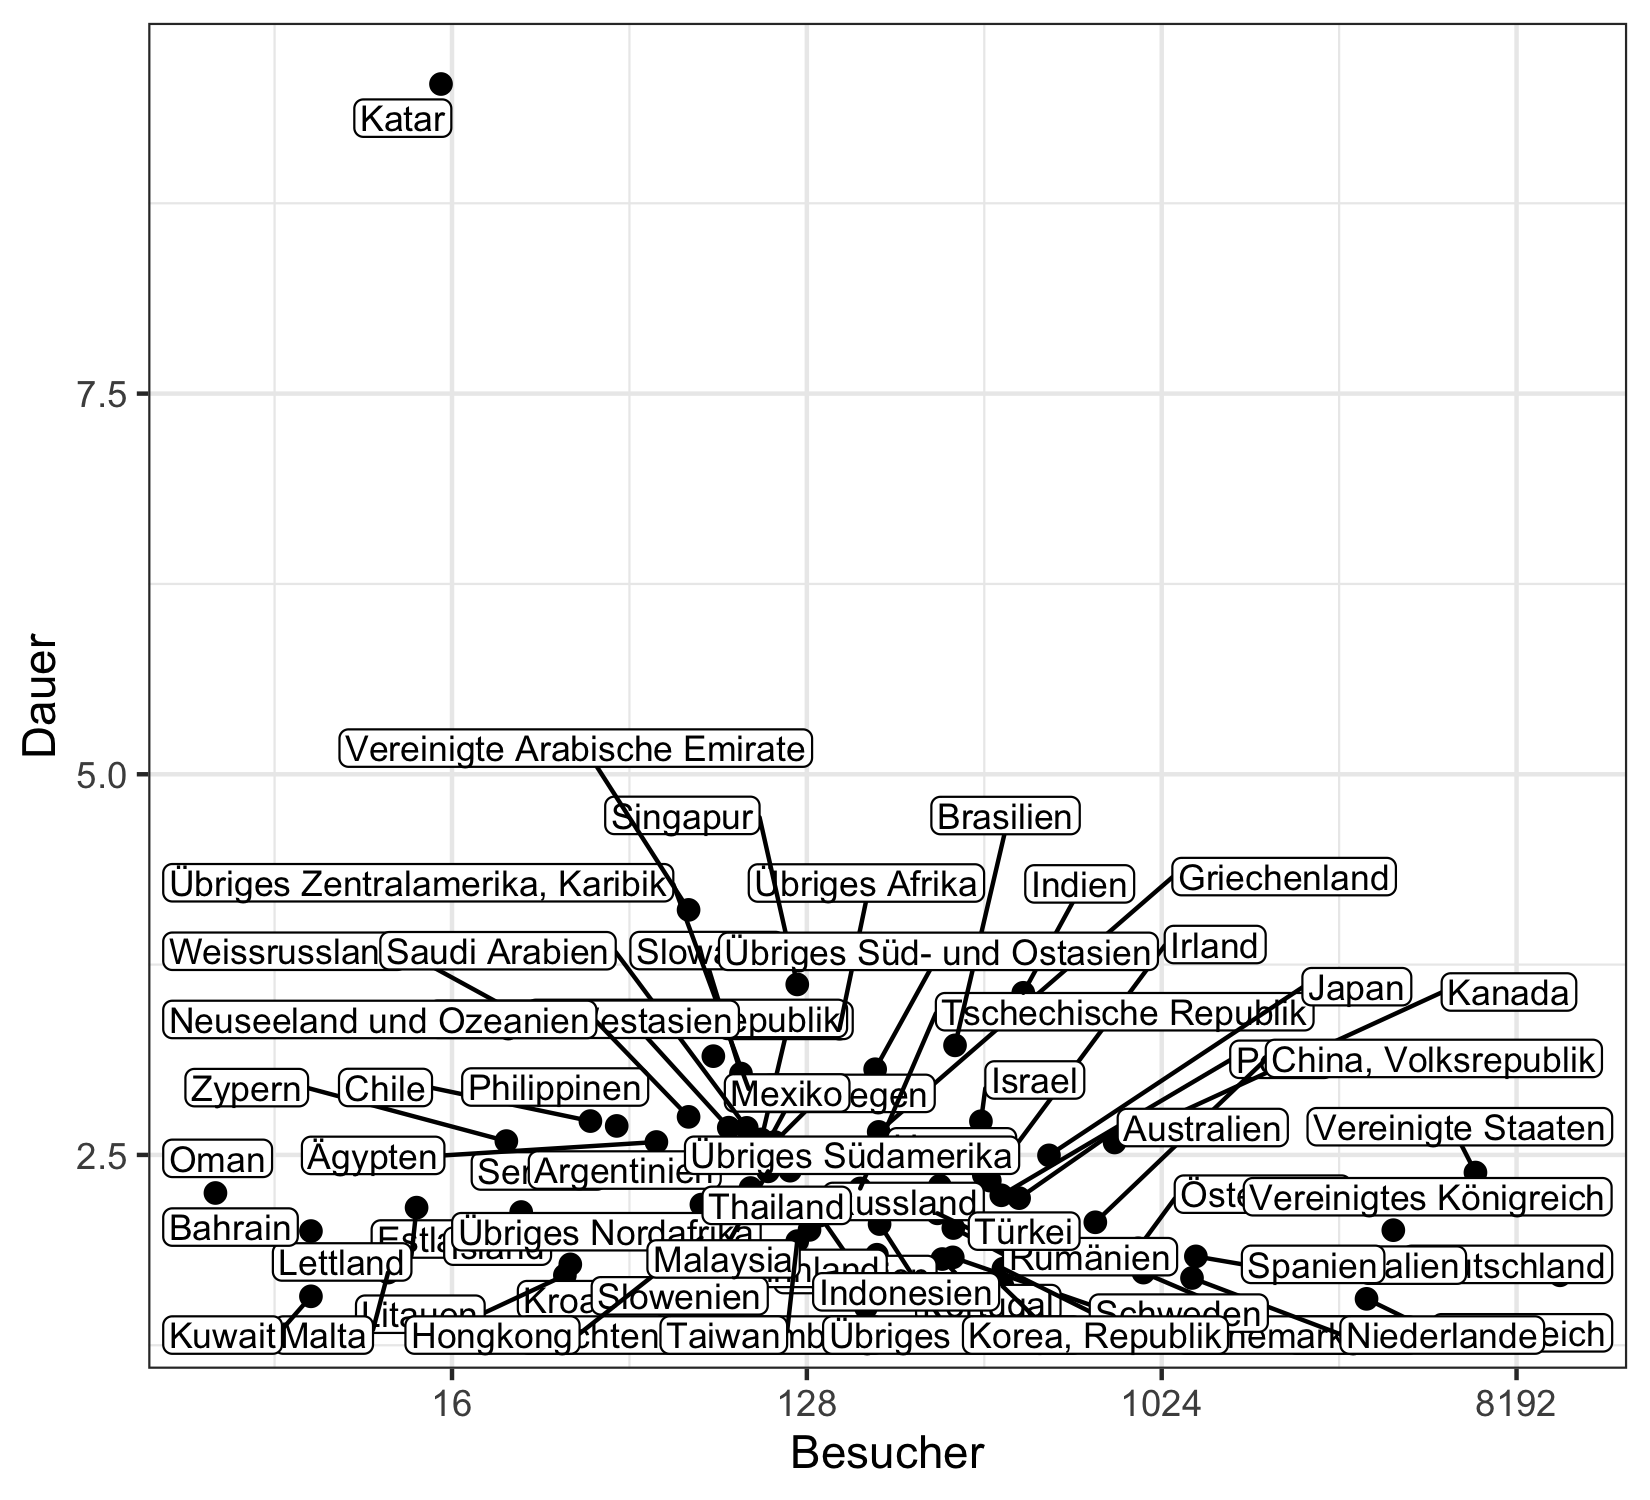 Katar
7.5
Dauer
Vereinigte Arabische Emirate
5.0
Singapur
Brasilien
Übriges Zentralamerika, Karibik
Übriges Afrika
Indien
Griechenland
Saudi Arabien
Übriges Süd- und Ostasien
Irland
Japan
Kanada
Neuseeland und Ozeanien
Tschechische Republik
China, Volksrepublik
Zypern
Chile
Philippinen
Mexiko
Israel
Australien
Vereinigte Staaten
2.5
Oman
Ägypten
Argentinien
Übriges Südamerika
Vereinigtes Königreich
Bahrain
Übriges Nordafrika
Thailand
Türkei
Lettland
Malaysia
Rumänien
Spanien
Slowenien
Indonesien
Schweden
Kuwait
Malta
Hongkong
Taiwan
Übriges
Korea, Republik
Niederlande
16
128
1024
8192
Besucher